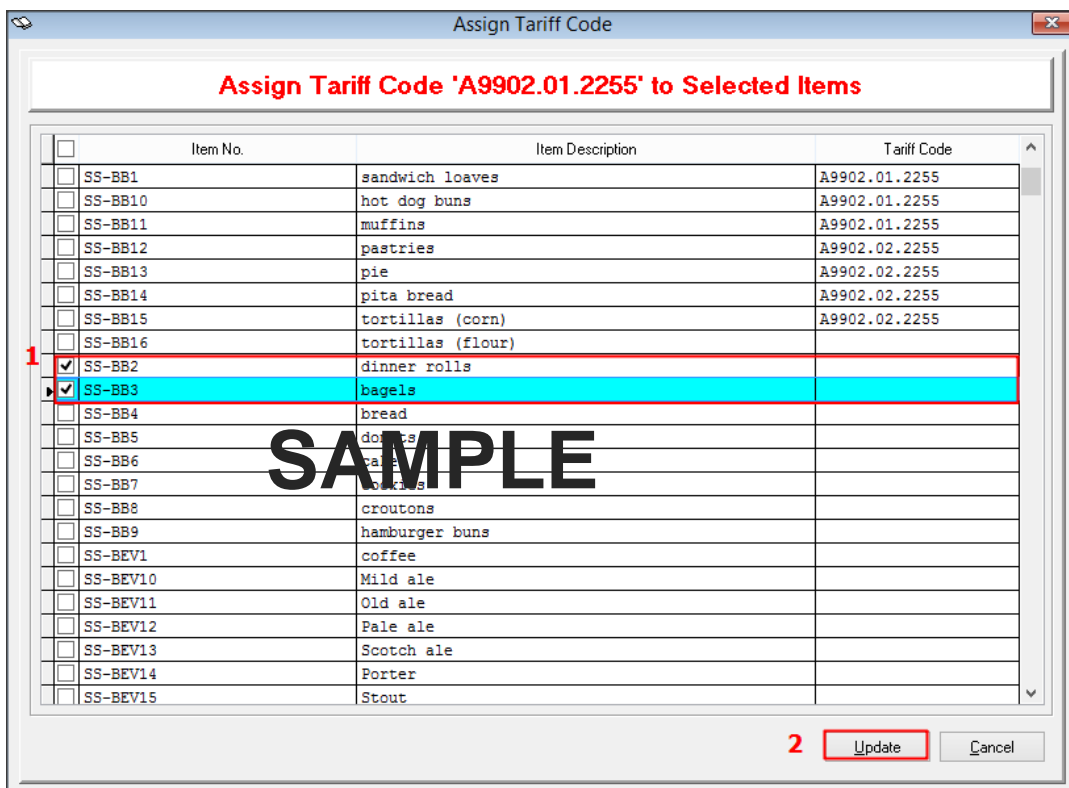 Assign Tariff Code
Assign Tariff Code 'A9902.01.2255' to Selected Items
Item No. Item Description Tariff Code
SS-BB1 sandwich loaves A9902.01.2255
SS-BB10 hot dog buns A9902.01.2255
SS-BB11 muffins A9902.01.2255
SS-BB12 pastries A9902.02.2255
SS-BB13 pie A9902.02.2255
SS-BB14 pita bread A9902.02.2255
SS-BB15 tortillas (corn) A9902.02.2255
SS-BB16 tortillas (flour)
1
SS-BB2 dinner rolls
SS-BB3 bagels
SS-BB4 bread
SS-BB5
SAMPLE
SS-BB6
SS-BB7
SS-BB8 croutons
SS-BB9 hamburger buns
SS-BEV1 coffee
SS-BEV10 Mild ale
SS-BEV11 Old ale
SS-BEV12 Pale ale
SS-BEV13 Scotch ale
SS-BEV14 Porter
SS-BEV15 Stout
2 Update Cancel